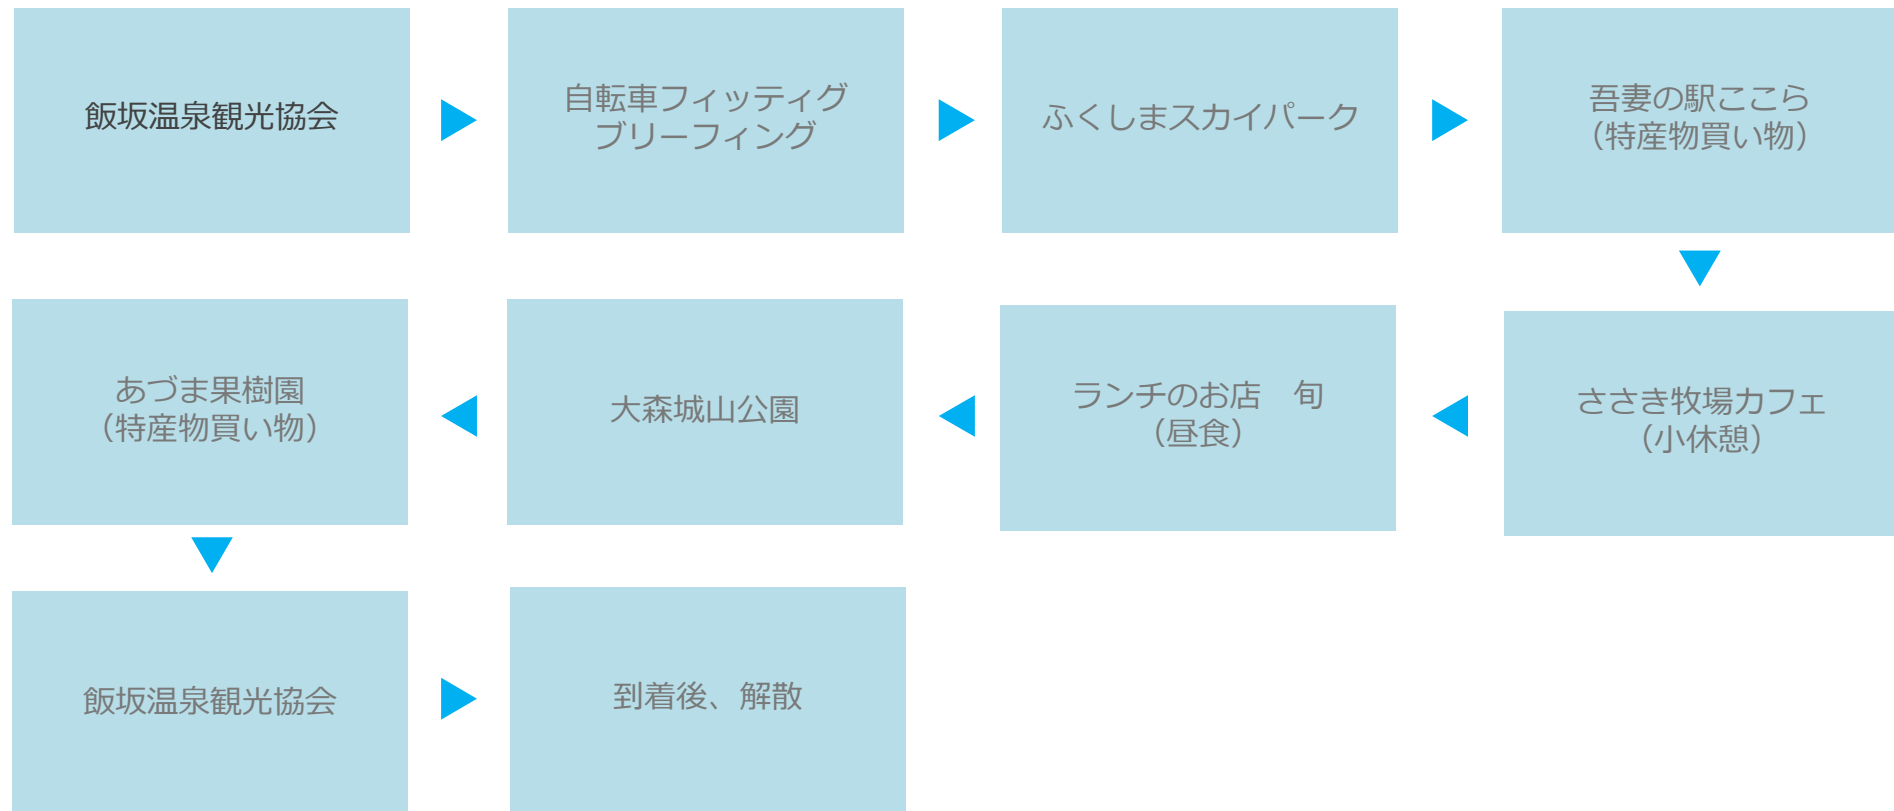 飯坂温泉観光協会
自転車フィッティグ
ブリーフィング
ふくしまスカイパーク
吾妻の駅ここら
（特産物買い物）
ささき牧場カフェ
（小休憩）
ランチのお店　旬
（昼食）
大森城山公園
あづま果樹園
（特産物買い物）
飯坂温泉観光協会
到着後、解散